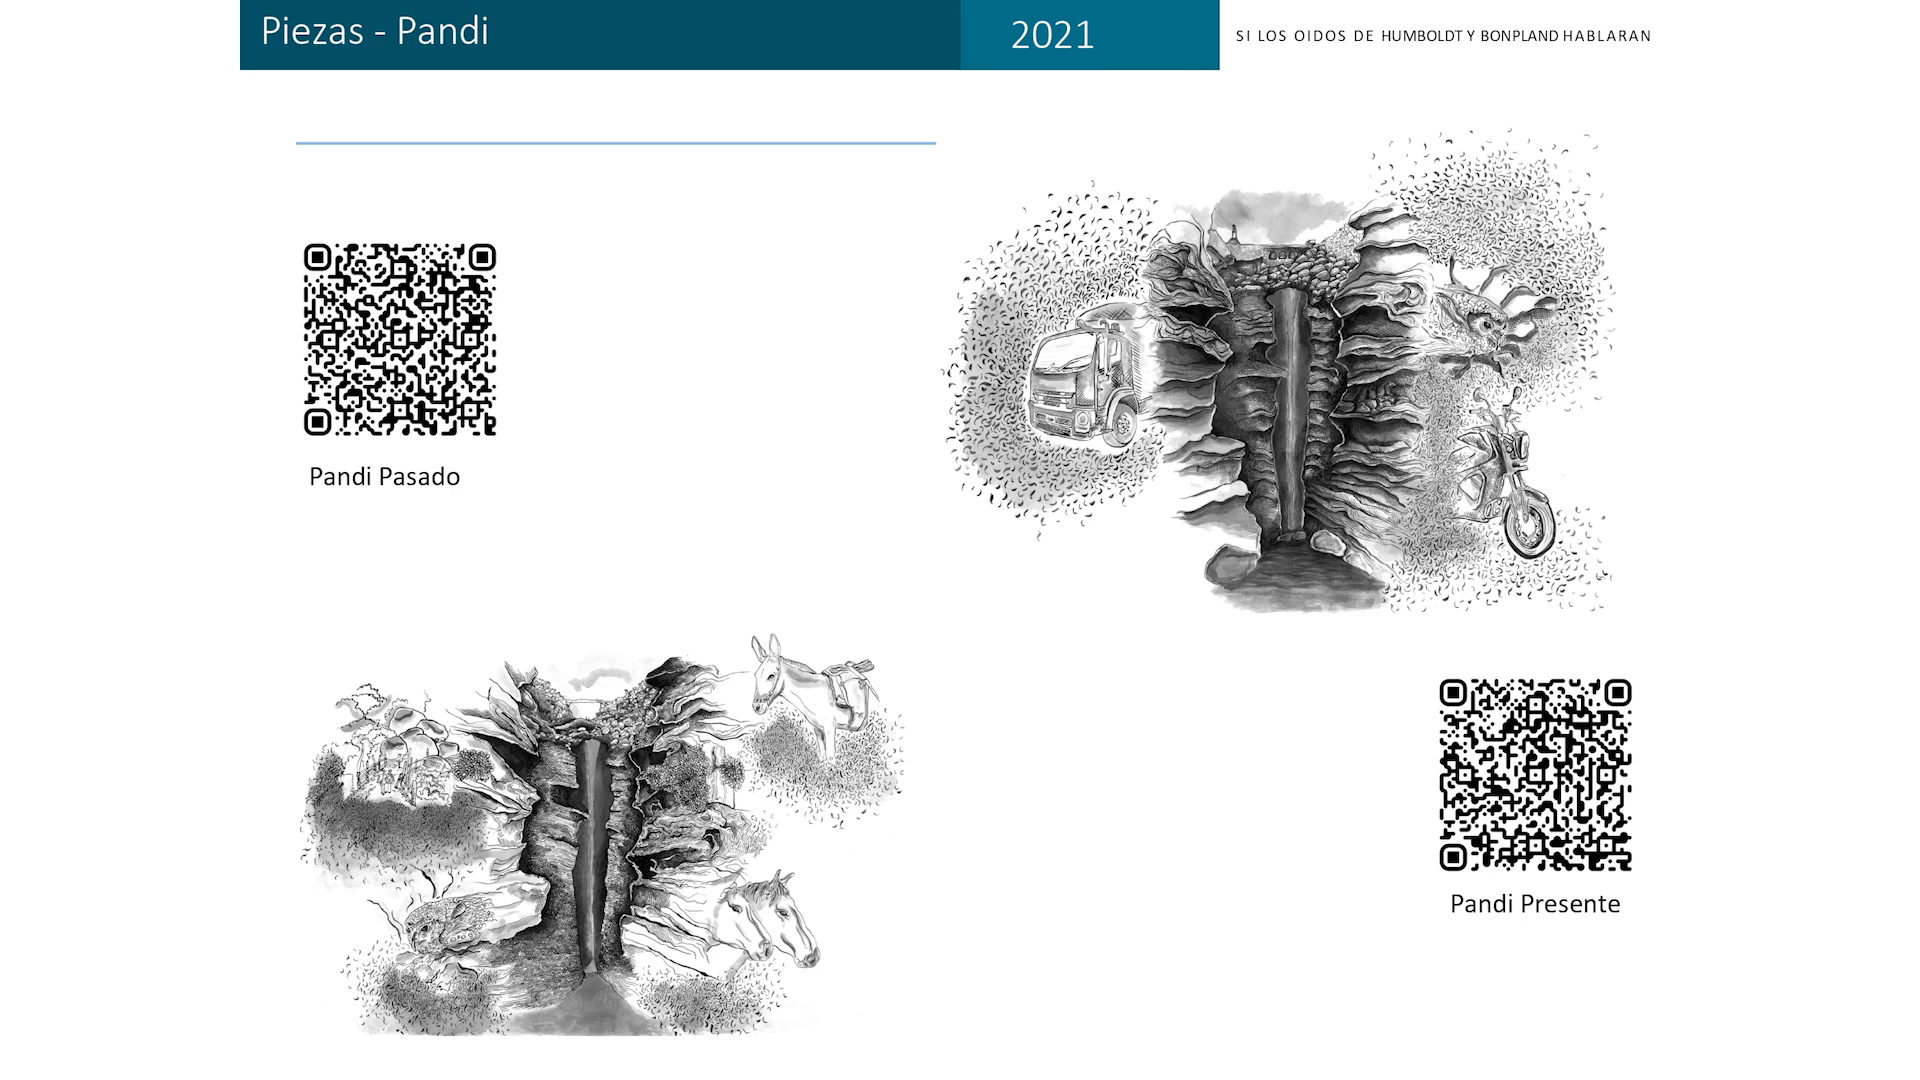 Piezas - Pandi
2021
SI LOS OIDOS DE HUMBOLDT Y BONPLAND HABLARAN
Pandi Pasado
Pandi Presente